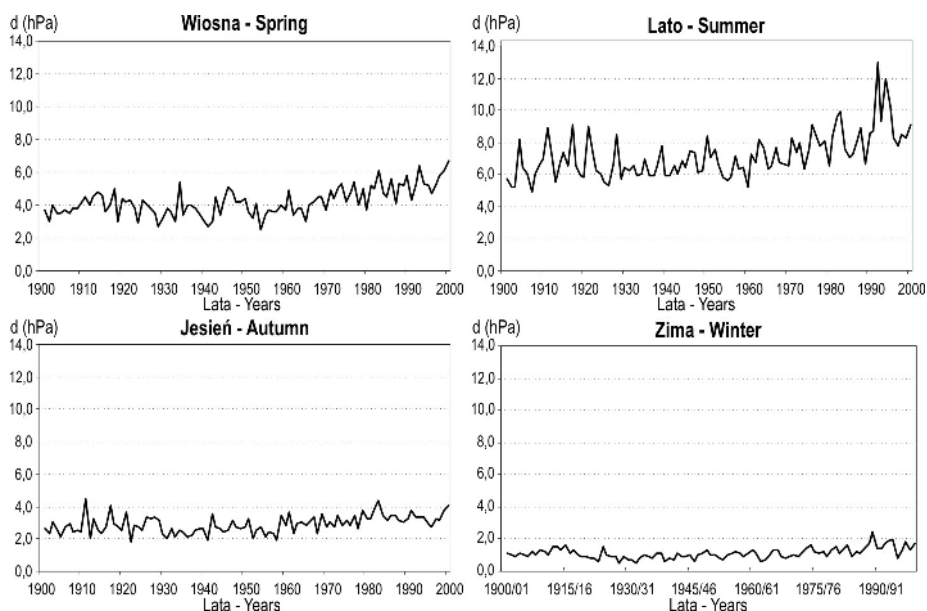 d (hPa) Wiosna - Spring
14,0
12,0
10,0
8,0
6,0
4,0
2,0
0,0
1900 1910 1920 1930 1940 1950 1960 1970 1980 1990 2000
Lata - Years
d (hPa) Lato - Summer
14,0
12,0
10,0
8,0
6,0
4,0
2,0
0,0
1900 1910 1920 1930 1940 1950 1960 1970 1980 1990 2000
Lata - Years
d (hPa) Jesień - Autumn
14,0
12,0
10,0
8,0
6,0
4,0
2,0
0,0
1900 1910 1920 1930 1940 1950 1960 1970 1980 1990 2000
Lata - Years
d (hPa) Zima - Winter
14,0
12,0
10,0
8,0
6,0
4,0
2,0
0,0
1900/01 1915/16 1930/31 1945/46 1960/61 1975/76 1990/91
Lata - Years